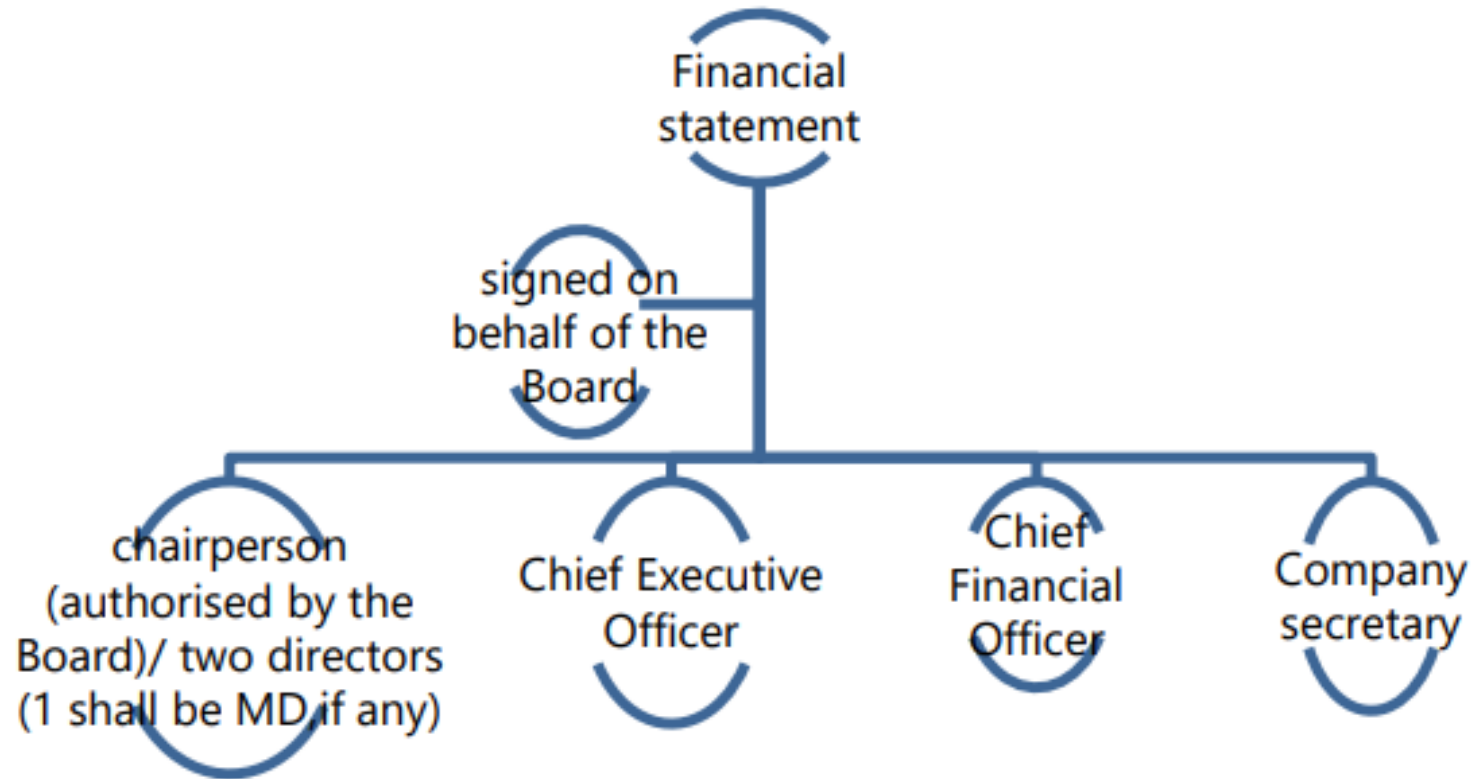 Financial
statement
signed on
behalf of the
Board
chairperson
(authorised by the
Board)/ two directors
(1 shall be MD,if any)
Chief Executive
Officer
Chief
Financial
Officer
Company
secretary